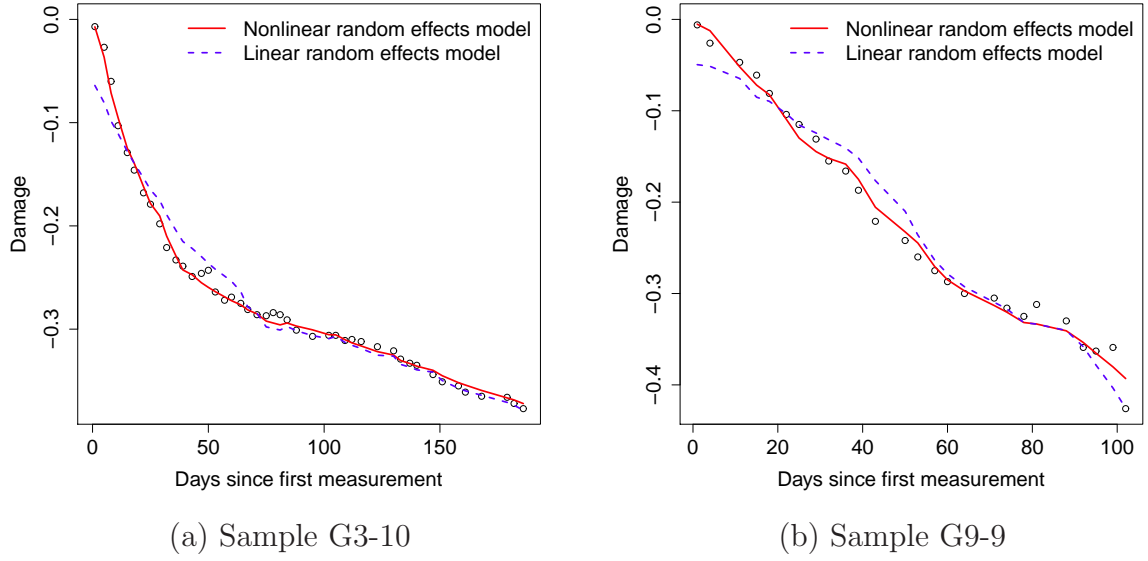 Nonlinear random effects model
Linear random effects model
0.0
−0.1
−0.2
−0.3
Damage
0
50
100
150
Days since first measurement
(a) Sample G3-10
Nonlinear random effects model
Linear random effects model
0.0
−0.1
−0.2
−0.3
−0.4
Damage
0
20
40
60
80
100
Days since first measurement
(b) Sample G9-9